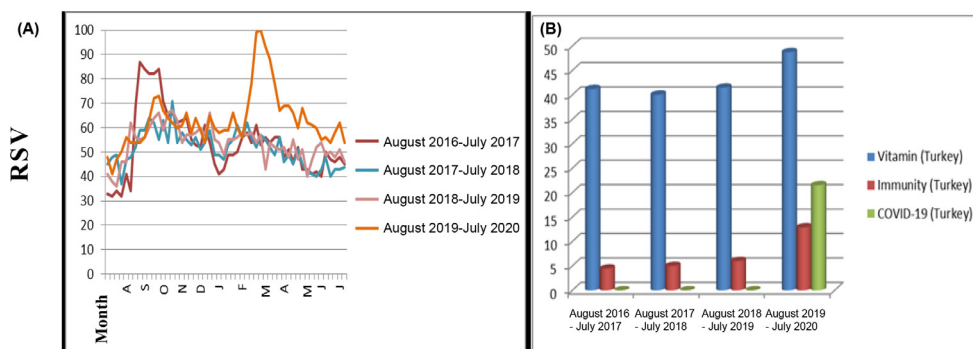 (A)
RSV
100
90
80
70
60
50
40
30
20
10
0
Month
A
S
O
N
D
J
F
M
A
M
J
J
August 2016-July 2017
August 2017-July 2018
August 2018-July 2019
August 2019-July 2020
(B)
50
45
40
35
30
25
20
15
10
5
0
August 2016
- July 2017
August 2017
- July 2018
August 2018
- July 2019
August 2019
- July 2020
Vitamin (Turkey)
Immunity (Turkey)
COVID-19 (Turkey)